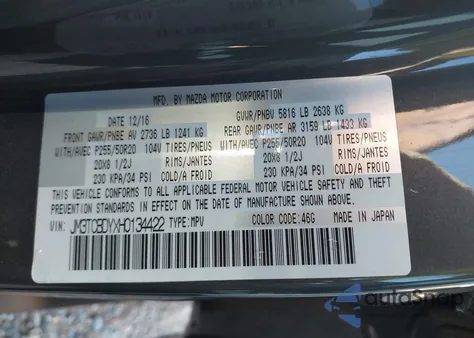 MFD. BY MAZDA MOTOR CORPORATION
DATE 12/16 GVWR/PNBV 5816 LB 2638 KG
FRONT GAWR/PNBE AV 2736 LB 1241 KG REAR GAWR/PNBE AR 3159 LB 1433 KG
WITH/AVEC P255/50R20 104V TIRES/PNEUS WITH/AVEC P255/50R20 104V TIRES/PNEUS
20X8 1/2J RIMS/JANTES 20X8 1/2J RIMS/JANTES
230 KPA/34 PSI COLD/A FROID 230 KPA/34 PSI COLD/A FROID
THIS VEHICLE CONFORMS TO ALL APPLICABLE FEDERAL MOTOR VEHICLE SAFETY AND THEFT
PREVENTION STANDARDS IN EFFECT ON THE DATE OF MANUFACTURE SHOWN ABOVE.
VIN: JM3TCBDYXH0134422 TYPE:MPV COLOR CODE:46G MADE IN JAPAN
autoSnap